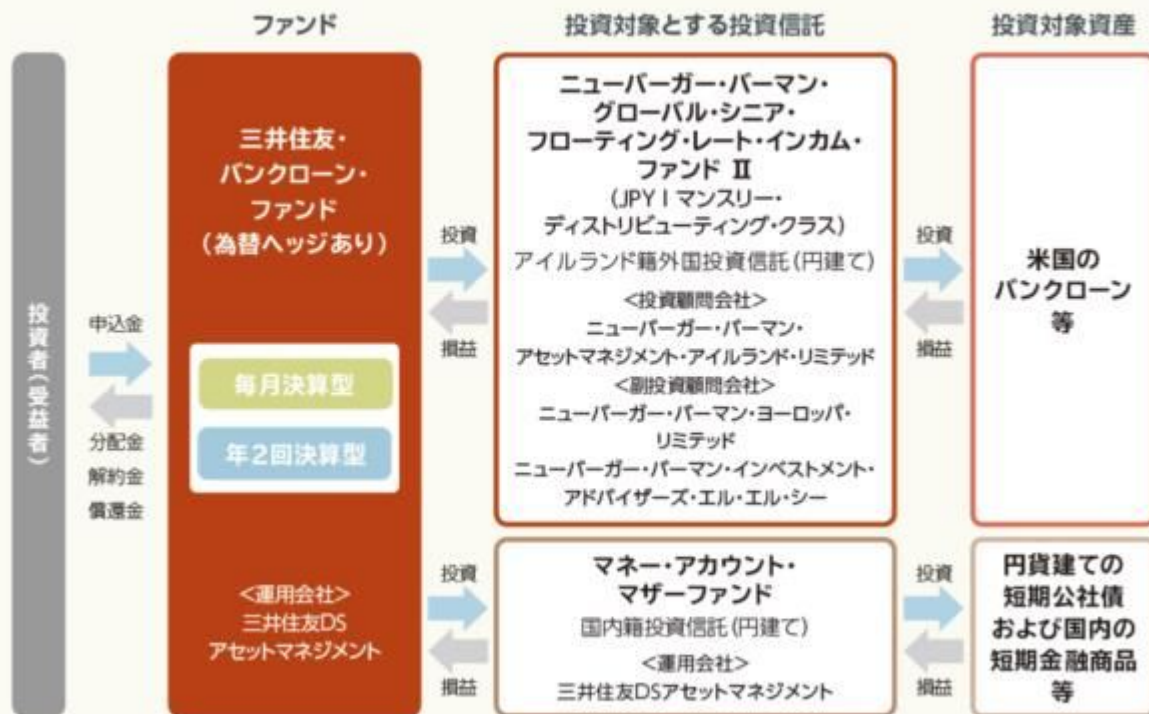 ファンド
投資対象とする投資信託
投資対象資産
投資者(受益者)
申込金
分配金
解約金
償還金
三井住友・
バンクローン・
ファンド
(為替ヘッジあり)
毎月決算型
年2回決算型
<運用会社>
三井住友DS
アセットマネジメント
投資
損益
ニューバーガー・バーマン・
グローバル・シニア・
フローティング・レート・インカム・
ファンド Ⅱ
(JPY I マンスリー・
ディストリビューティング・クラス)
アイルランド籍外国投資信託(円建て)
<投資顧問会社>
ニューバーガー・バーマン・
アセットマネジメント・アイルランド・リミテッド
<副投資顧問会社>
ニューバーガー・バーマン・ヨーロッパ・
リミテッド
ニューバーガー・バーマン・インベストメント・
アドバイザーズ・エル・エル・シー
投資
損益
米国の
バンクローン
等
投資
損益
マネー・アカウント・
マザーファンド
国内籍投資信託(円建て)
<運用会社>
三井住友DSアセットマネジメント
投資
損益
円貨建ての
短期公社債
および国内の
短期金融商品
等